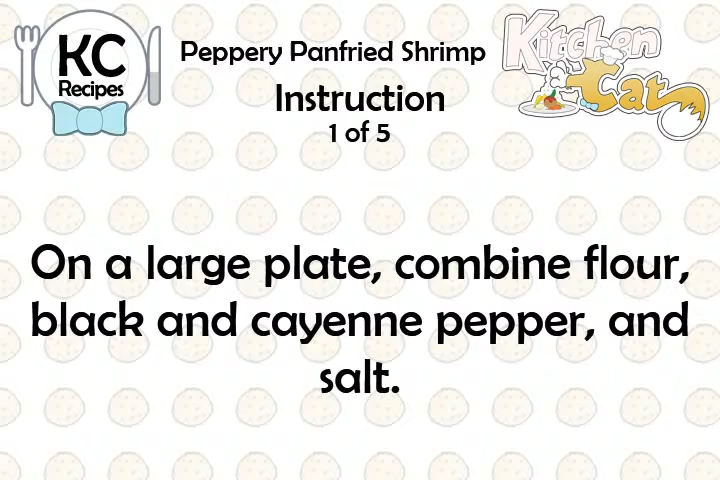 KC
Recipes
Peppery Panfried Shrimp
Instruction
1 of 5
Kitchen
Cat
On a large plate, combine flour,
black and cayenne pepper, and
salt.